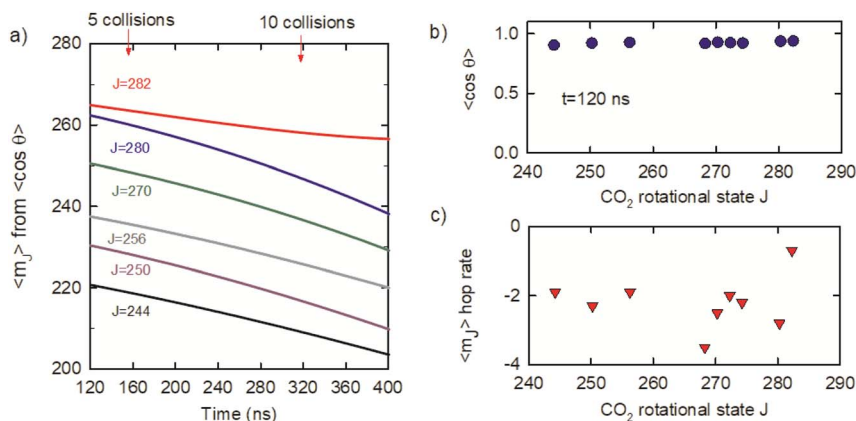 a)
5 collisions
10 collisions
280
260
240
220
200
J=282
J=280
J=270
J=256
J=250
J=244
<m_J> from <cos θ>
120 160 200 240 280 320 360 400
Time (ns)
b)
1.0
0.5
0.0
<cos θ>
t=120 ns
240 250 260 270 280 290
CO₂ rotational state J
c)
0
-2
-4
<m_J> hop rate
240 250 260 270 280 290
CO₂ rotational state J